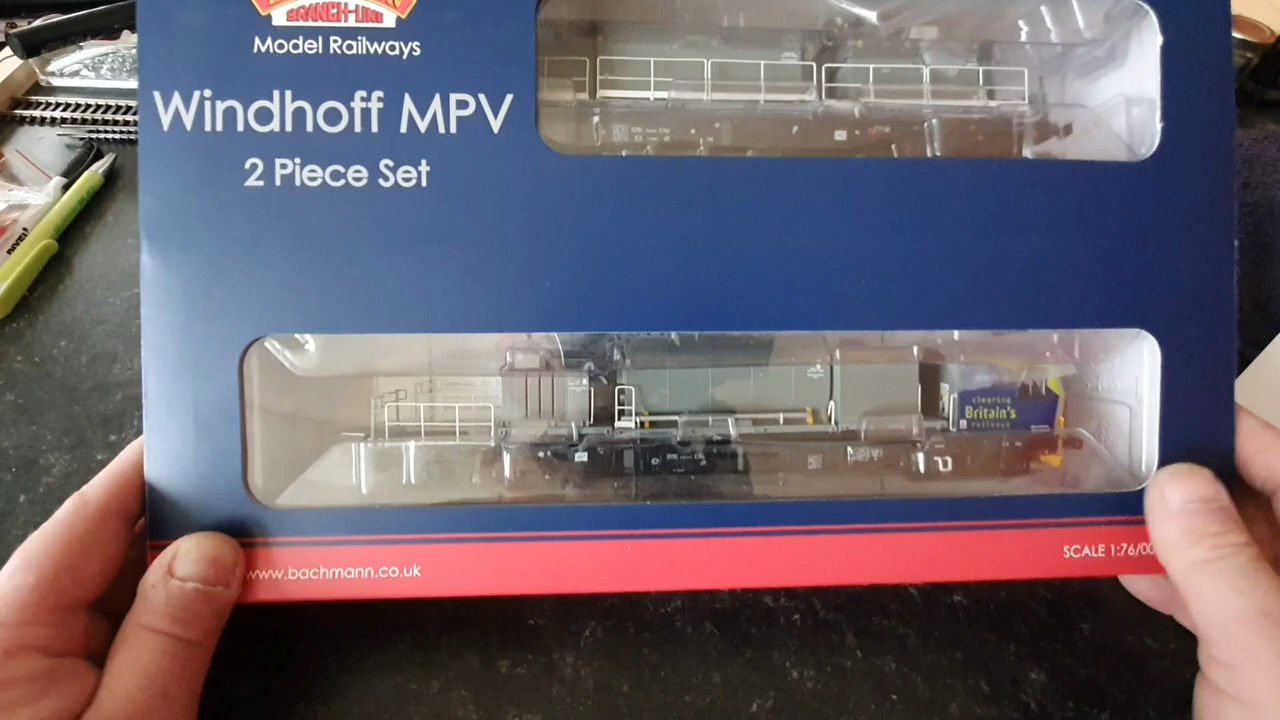 BRANCH-LINE
Model Railways
Windhoff MPV
2 Piece Set
clearing
Britain's
railways
www.bachmann.co.uk
SCALE 1:76/00